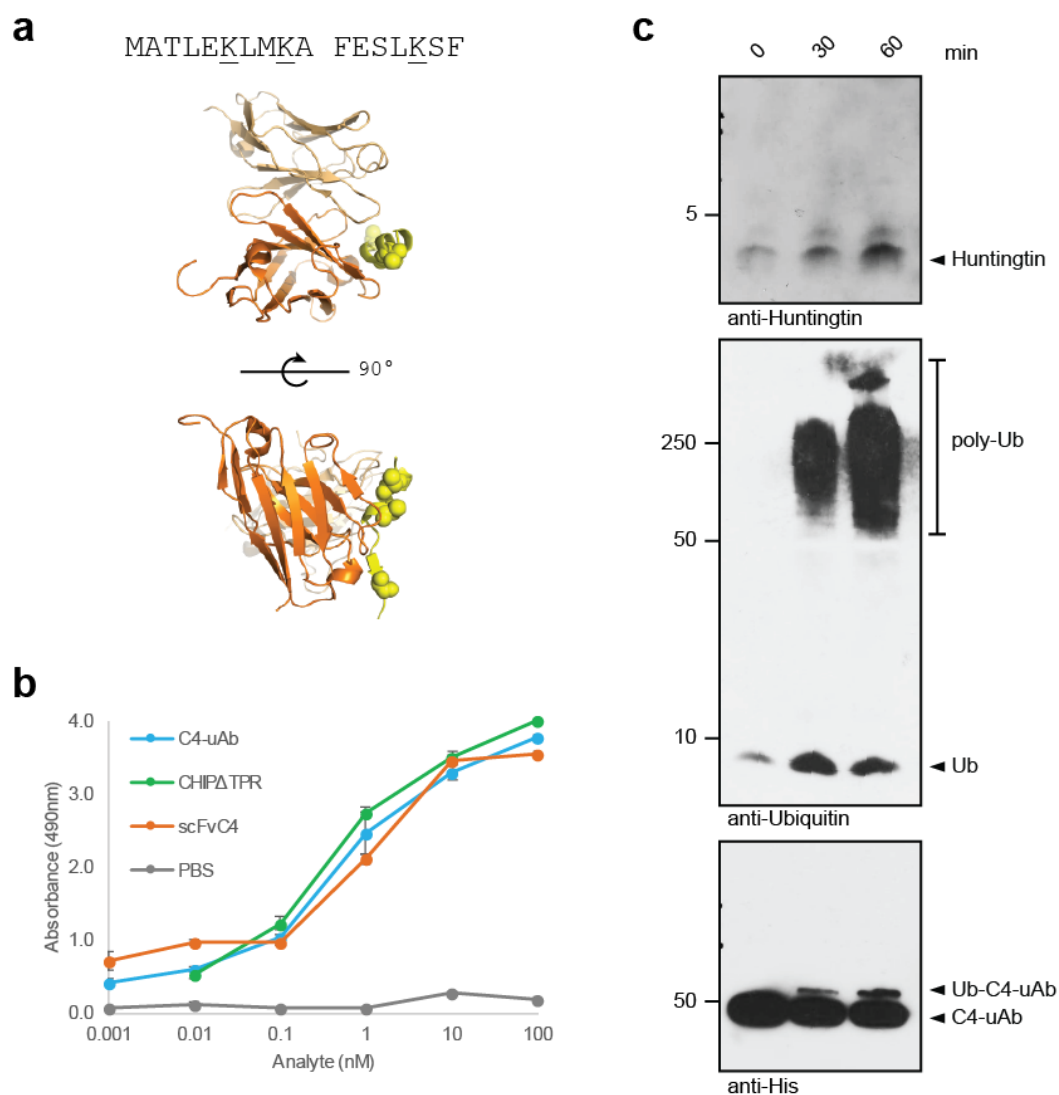 a
MATLEKLMKA FESLKSF
90°
b
Absorbance (490nm)
4.0
3.0
2.0
1.0
0.0
C4-uAb
CHIPΔTPR
scFvC4
PBS
0.001 0.01 0.1 1 10 100
Analyte (nM)
c
0 30 60 min
5
Huntingtin
anti-Huntingtin
250
50
10
poly-Ub
Ub
anti-Ubiquitin
50
Ub-C4-uAb
C4-uAb
anti-His